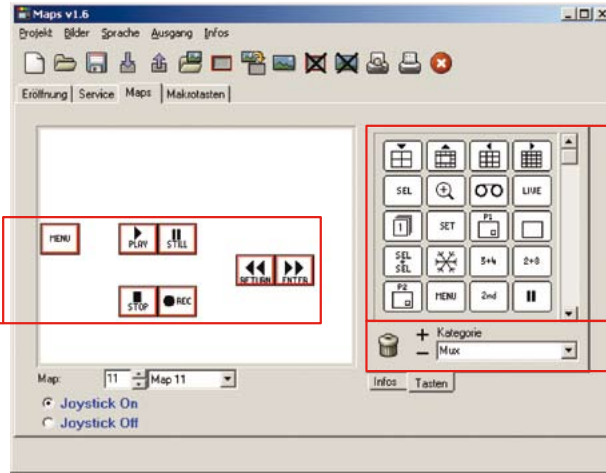 Maps v1.6
Projekt Bilder Sprache Ausgang Infos
Eröffnung Service Maps Makrotasten
MENU PLAY STILL
RETURN ENTER
STOP REC
SEL LIVE
1 SET P1
SEL SEL 3+4 2+8
P2 MENU 2nd
+ Kategorie
− Mux
Map: 11 Map 11
Infos Tasten
Joystick On
Joystick Off